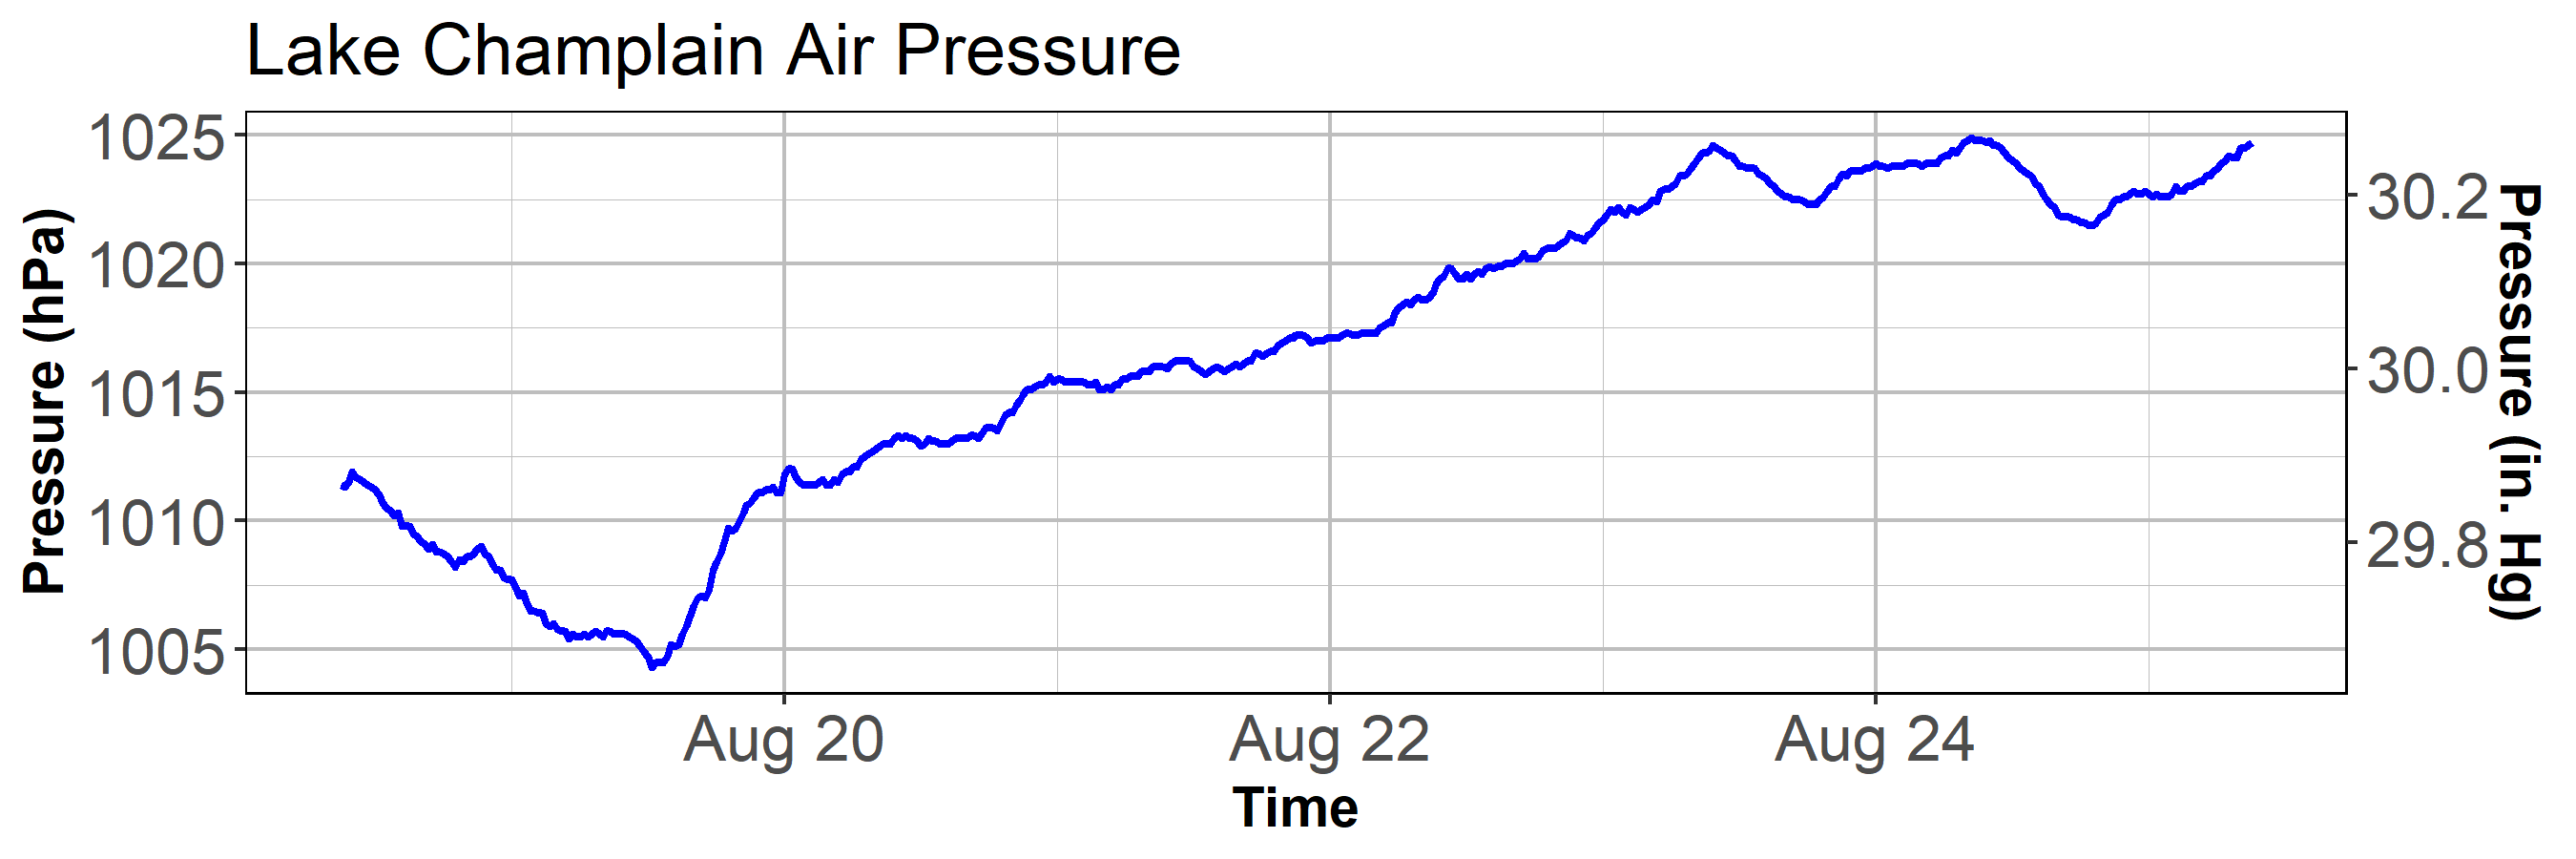 Lake Champlain Air Pressure
Pressure (hPa)
1025
1020
1015
1010
1005
30.2
30.0
29.8
Pressure (in. Hg)
Aug 20
Aug 22
Aug 24
Time